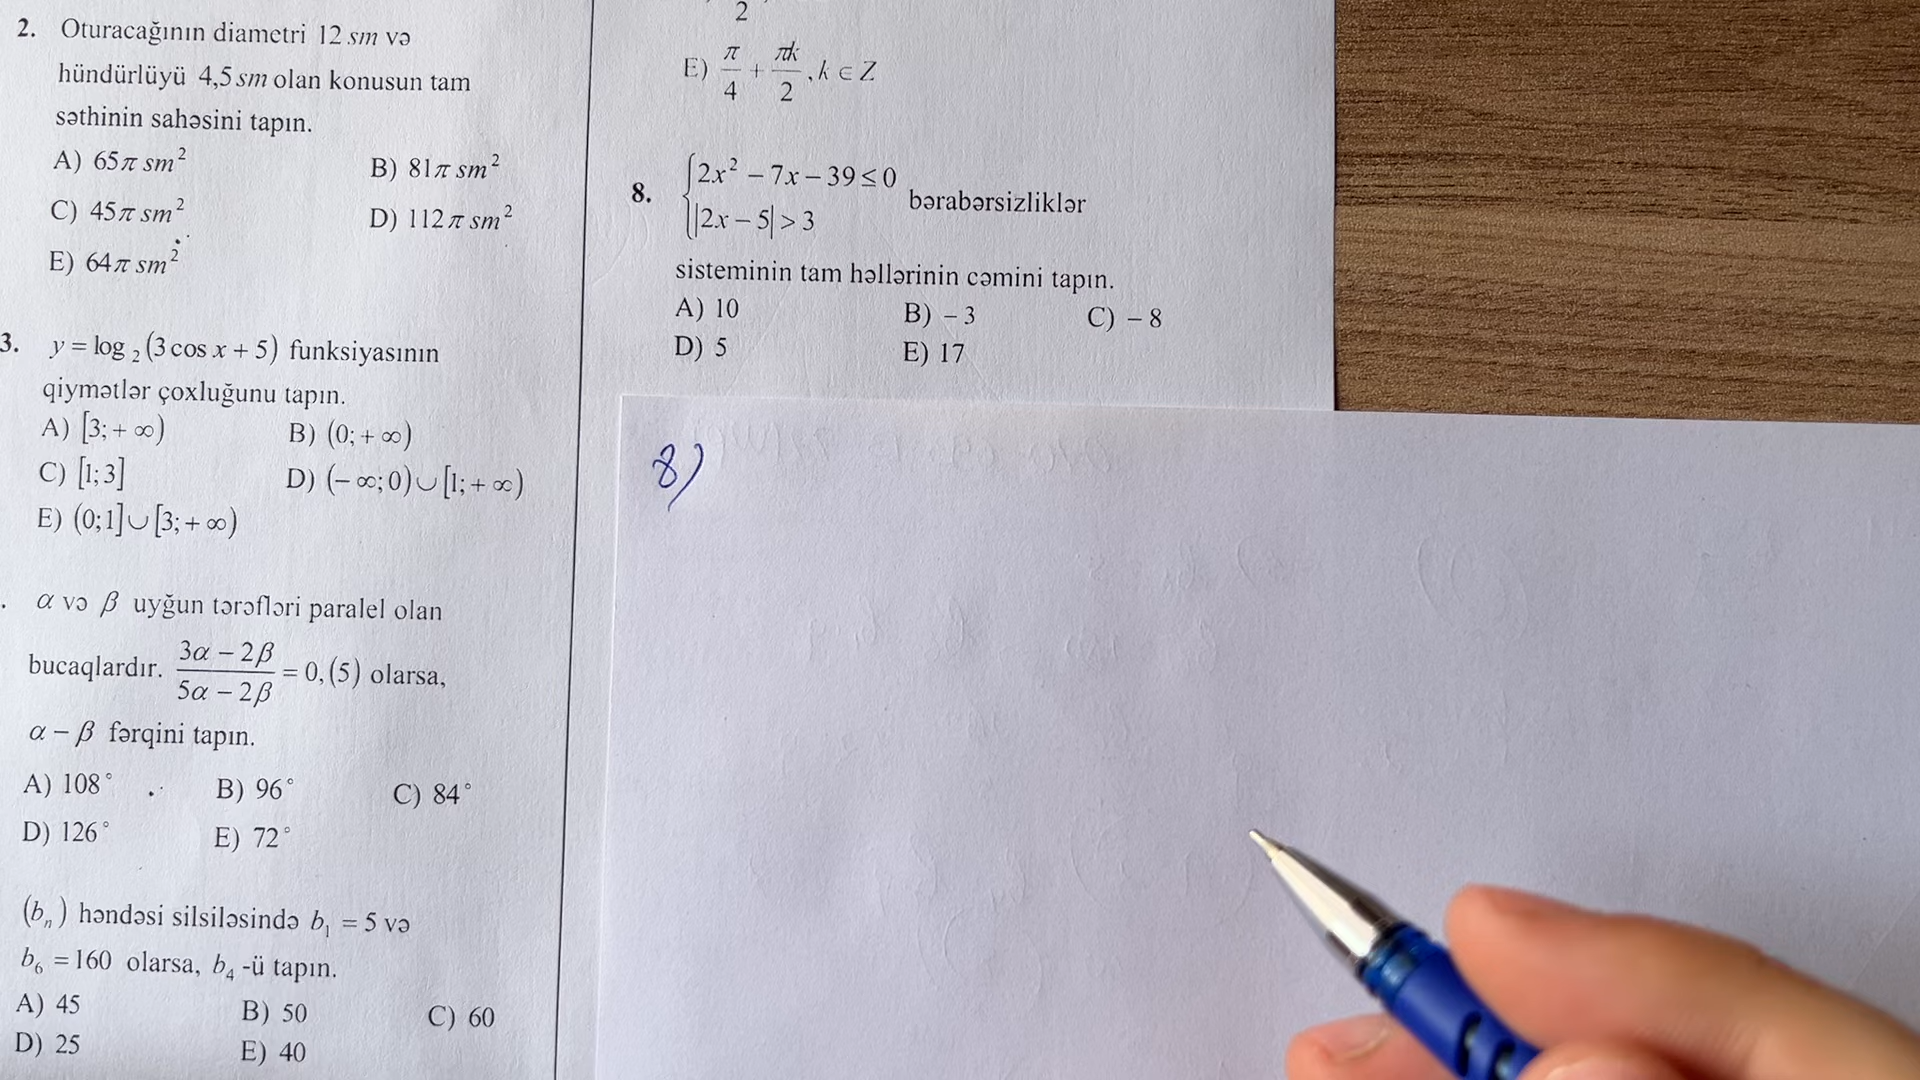 2. Oturacağının diametri 12 sm və
hündürlüyü 4,5 sm olan konusun tam
səthinin sahəsini tapın.
A) 65π sm²
B) 81π sm²
C) 45π sm²
D) 112π sm²
E) 64π sm²
3. y = log₂(3cos x + 5) funksiyasının
qiymətlər çoxluğunu tapın.
A) [3; + ∞)
B) (0; + ∞)
C) [1; 3]
D) (– ∞; 0) ∪ [1; + ∞)
E) (0; 1] ∪ [3; + ∞)
. α və β uyğun tərəfləri paralel olan
bucaqlardır. (3α – 2β)/(5α – 2β) = 0,(5) olarsa,
α – β fərqini tapın.
A) 108°
B) 96°
C) 84°
D) 126°
E) 72°
(bₙ) həndəsi silsiləsində b₁ = 5 və
b₆ = 160 olarsa, b₄ -ü tapın.
A) 45
B) 50
C) 60
D) 25
E) 40
2
E) π/4 + πk/2, k ∈ Z
8. {2x² – 7x – 39 ≤ 0
|2x – 5| > 3 bərabərsizliklər
sisteminin tam həllərinin cəmini tapın.
A) 10
B) – 3
C) – 8
D) 5
E) 17
8)